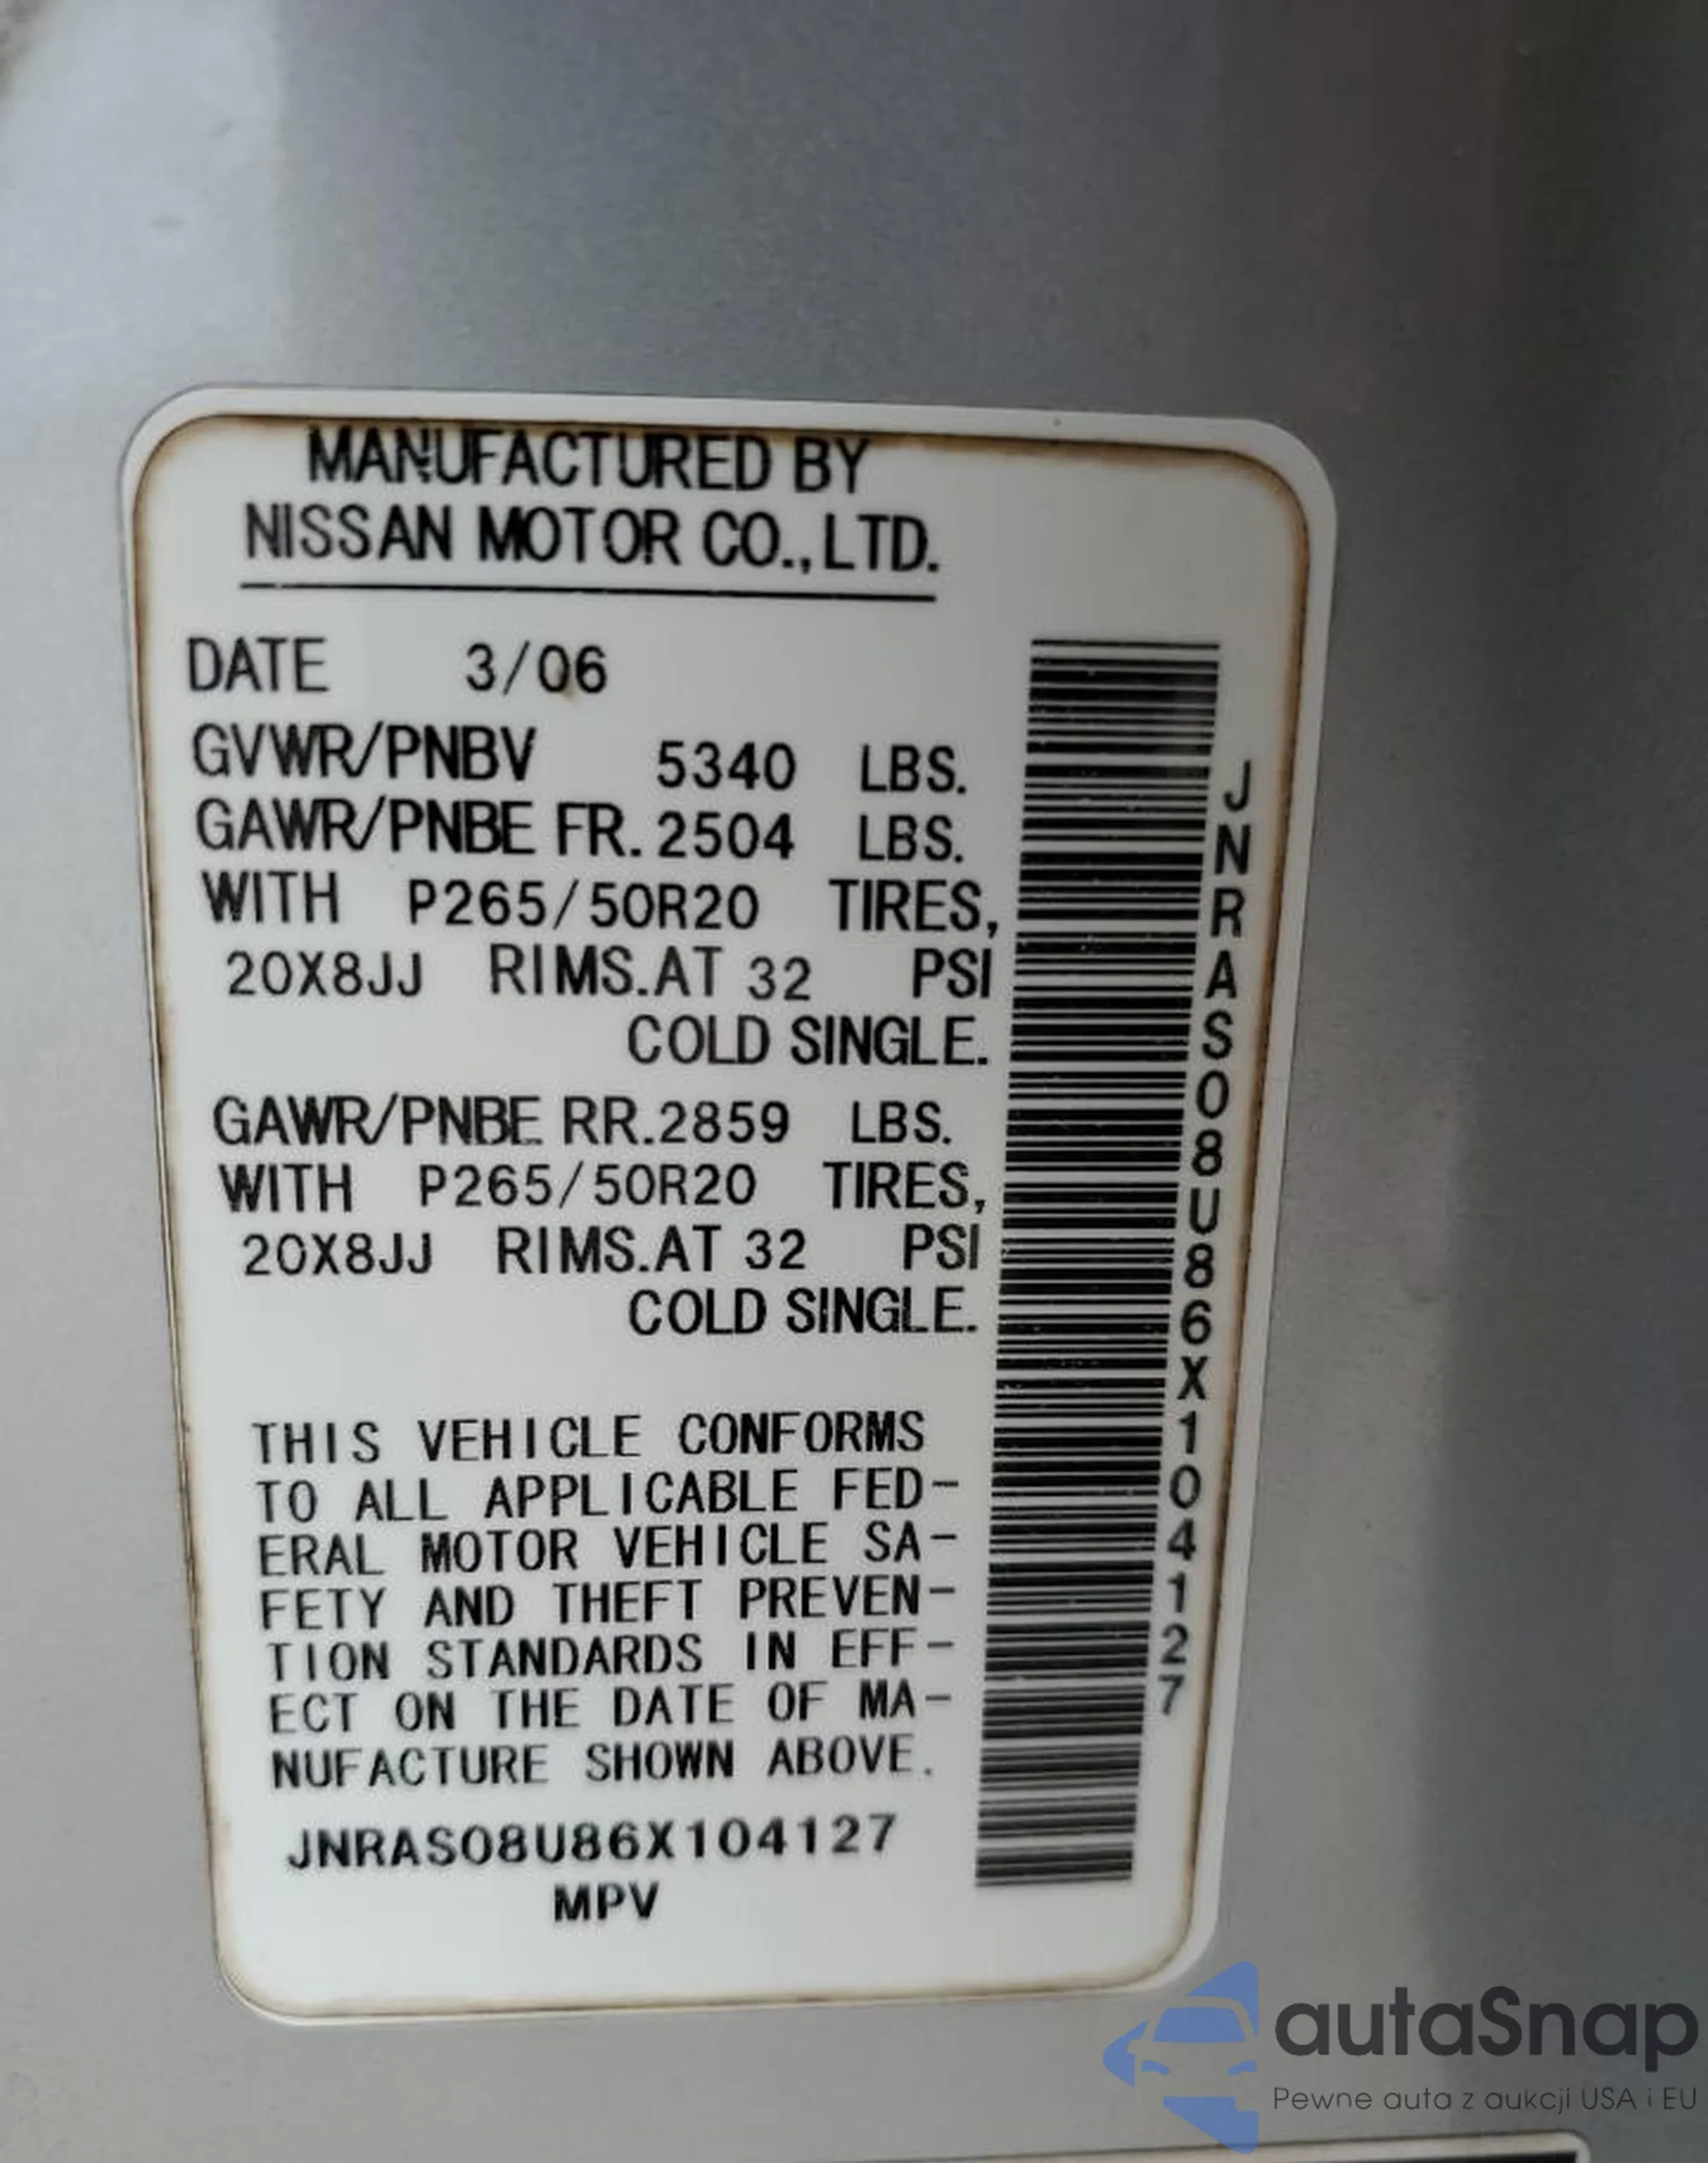 MANUFACTURED BY
NISSAN MOTOR CO.,LTD.
DATE 3/06
GVWR/PNBV 5340 LBS.
GAWR/PNBE FR. 2504 LBS.
WITH P265/50R20 TIRES,
20X8JJ RIMS.AT 32 PSI
COLD SINGLE.
GAWR/PNBE RR.2859 LBS.
WITH P265/50R20 TIRES,
20X8JJ RIMS.AT 32 PSI
COLD SINGLE.
THIS VEHICLE CONFORMS
TO ALL APPLICABLE FED-
ERAL MOTOR VEHICLE SA-
FETY AND THEFT PREVEN-
TION STANDARDS IN EFF-
ECT ON THE DATE OF MA-
NUFACTURE SHOWN ABOVE.
JNRAS08U86X104127
MPV
JNRAS08U86X104127
autaSnap
Pewne auta z aukcji USA i EU